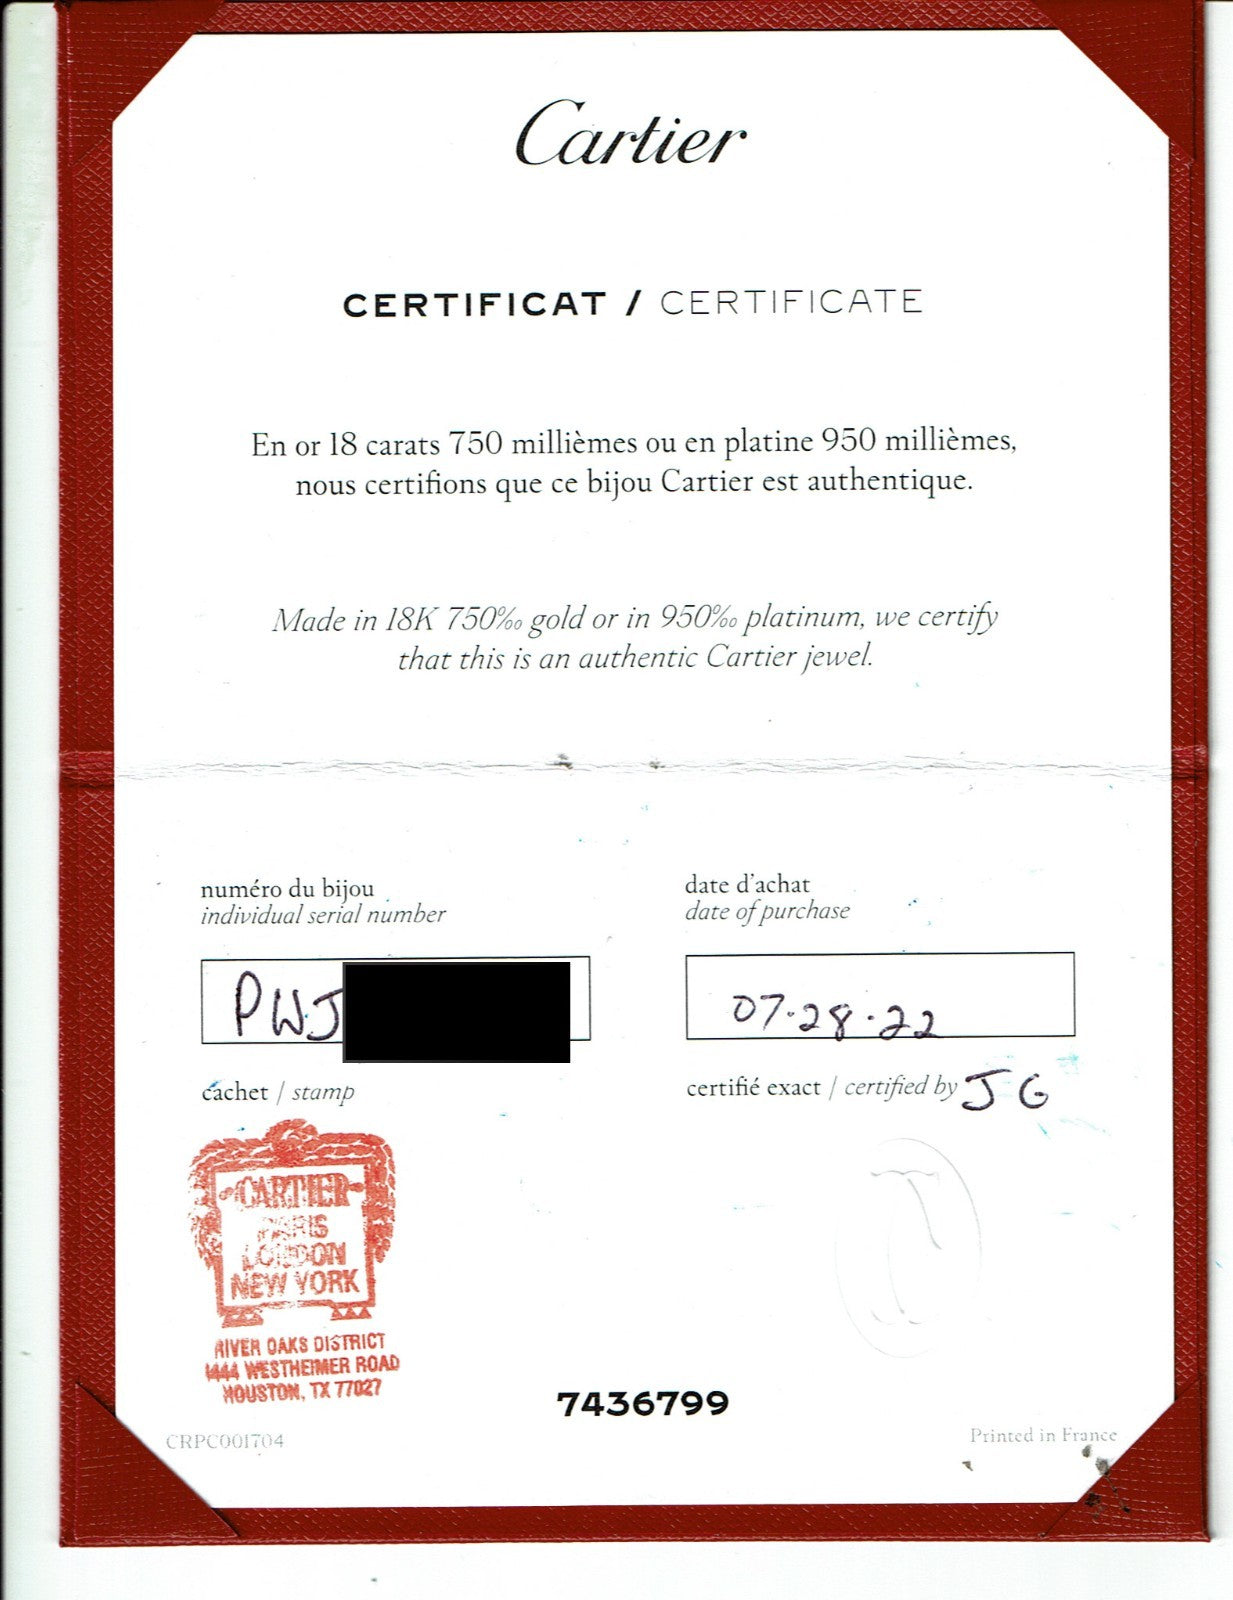 Cartier
CERTIFICAT / CERTIFICATE
En or 18 carats 750 millièmes ou en platine 950 millièmes,
nous certifions que ce bijou Cartier est authentique.
Made in 18K 750‰ gold or in 950‰ platinum, we certify
that this is an authentic Cartier jewel.
numéro du bijou
individual serial number
PWJ
date d'achat
date of purchase
07.28.22
cachet / stamp
certifié exact / certified by JG
CARTIER
PARIS
LONDON
NEW YORK
RIVER OAKS DISTRICT
4444 WESTHEIMER ROAD
HOUSTON, TX 77027
7436799
CRPC001704
Printed in France